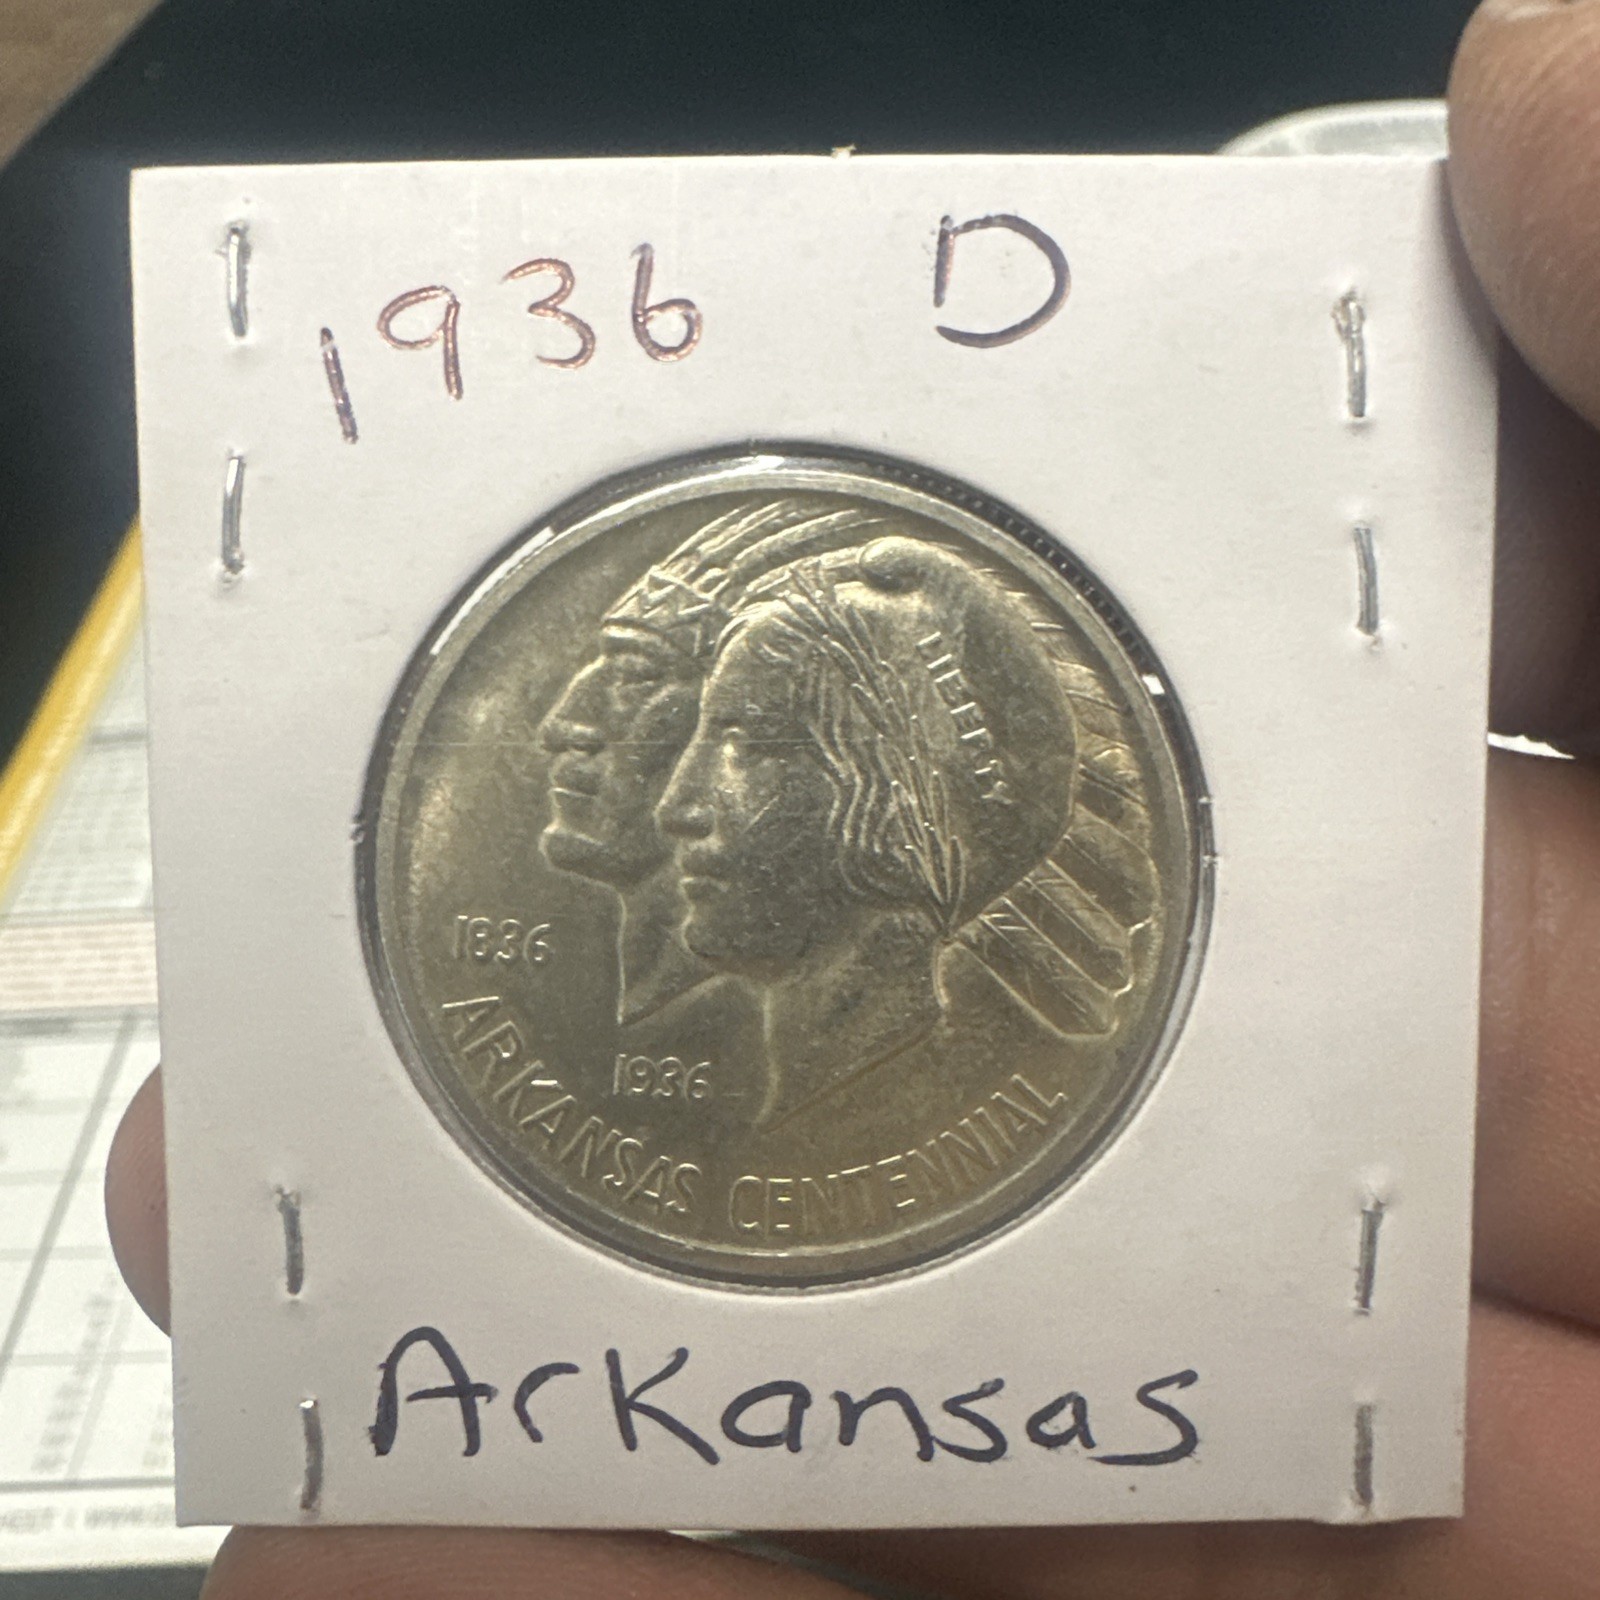 1936 D
LIBERTY
1836
1936
ARKANSAS CENTENNIAL
Arkansas